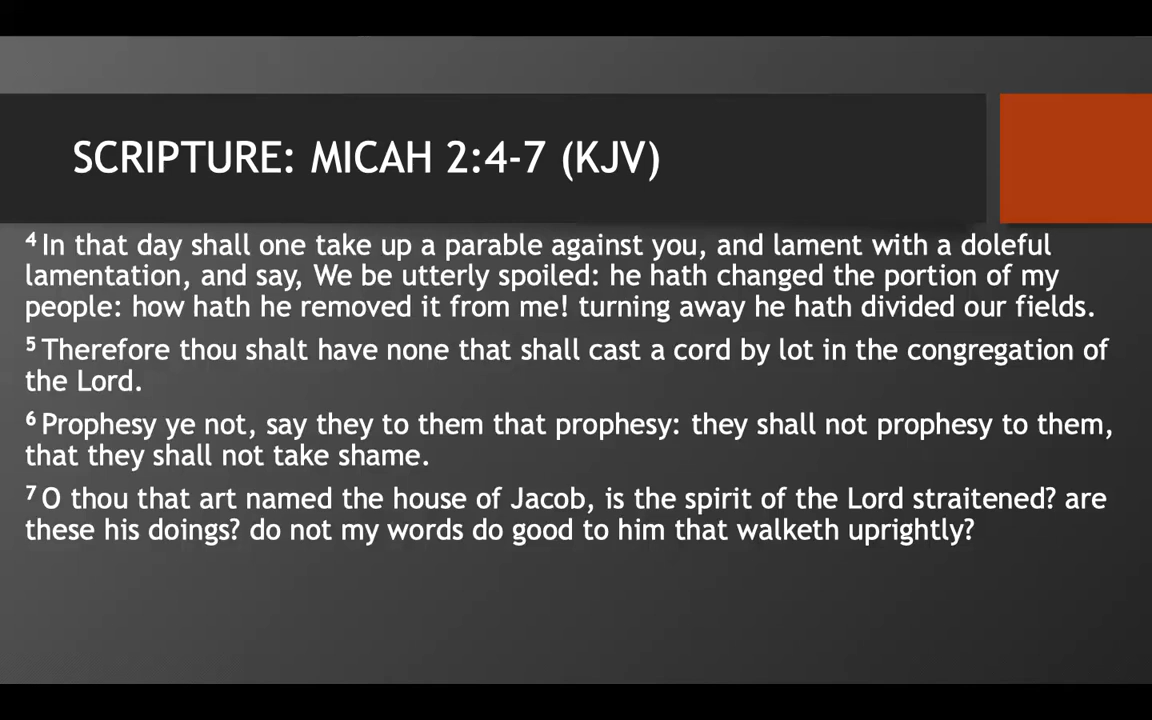 SCRIPTURE: MICAH 2:4-7 (KJV)
4 In that day shall one take up a parable against you, and lament with a doleful
lamentation, and say, We be utterly spoiled: he hath changed the portion of my
people: how hath he removed it from me! turning away he hath divided our fields.
5 Therefore thou shalt have none that shall cast a cord by lot in the congregation of
the Lord.
6 Prophesy ye not, say they to them that prophesy: they shall not prophesy to them,
that they shall not take shame.
7 O thou that art named the house of Jacob, is the spirit of the Lord straitened? are
these his doings? do not my words do good to him that walketh uprightly?